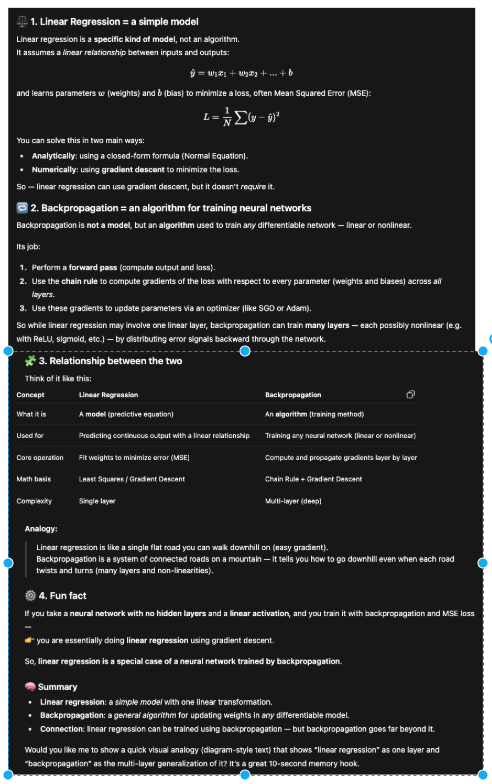 ⚖️ 1. Linear Regression = a simple model
Linear regression is a specific kind of model, not an algorithm.
It assumes a linear relationship between inputs and outputs:
ŷ = w₁x₁ + w₂x₂ + ... + b
and learns parameters w (weights) and b (bias) to minimize a loss, often Mean Squared Error (MSE):
L = 1/N ∑(y − ŷ)²
You can solve this in two main ways:
• Analytically: using a closed-form formula (Normal Equation).
• Numerically: using gradient descent to minimize the loss.
So — linear regression can use gradient descent, but it doesn't require it.
🔁 2. Backpropagation = an algorithm for training neural networks
Backpropagation is not a model, but an algorithm used to train any differentiable network — linear or nonlinear.
Its job:
1. Perform a forward pass (compute output and loss).
2. Use the chain rule to compute gradients of the loss with respect to every parameter (weights and biases) across all
layers.
3. Use these gradients to update parameters via an optimizer (like SGD or Adam).
So while linear regression may involve one linear layer, backpropagation can train many layers — each possibly nonlinear (e.g.
with ReLU, sigmoid, etc.) — by distributing error signals backward through the network.
🧩 3. Relationship between the two
Think of it like this:
Concept Linear Regression Backpropagation
What it is A model (predictive equation) An algorithm (training method)
Used for Predicting continuous output with a linear relationship Training any neural network (linear or nonlinear)
Core operation Fit weights to minimize error (MSE) Compute and propagate gradients layer by layer
Math basis Least Squares / Gradient Descent Chain Rule + Gradient Descent
Complexity Single layer Multi-layer (deep)
Analogy:
Linear regression is like a single flat road you can walk downhill on (easy gradient).
Backpropagation is a system of connected roads on a mountain — it tells you how to go downhill even when each road
twists and turns (many layers and non-linearities).
⚙️ 4. Fun fact
If you take a neural network with no hidden layers and a linear activation, and you train it with backpropagation and MSE loss
—
👉 you are essentially doing linear regression using gradient descent.
So, linear regression is a special case of a neural network trained by backpropagation.
🧠 Summary
• Linear regression: a simple model with one linear transformation.
• Backpropagation: a general algorithm for updating weights in any differentiable model.
• Connection: linear regression can be trained using backpropagation — but backpropagation goes far beyond it.
Would you like me to show a quick visual analogy (diagram-style text) that shows "linear regression" as one layer and
"backpropagation" as the multi-layer generalization of it? It's a great 10-second memory hook.